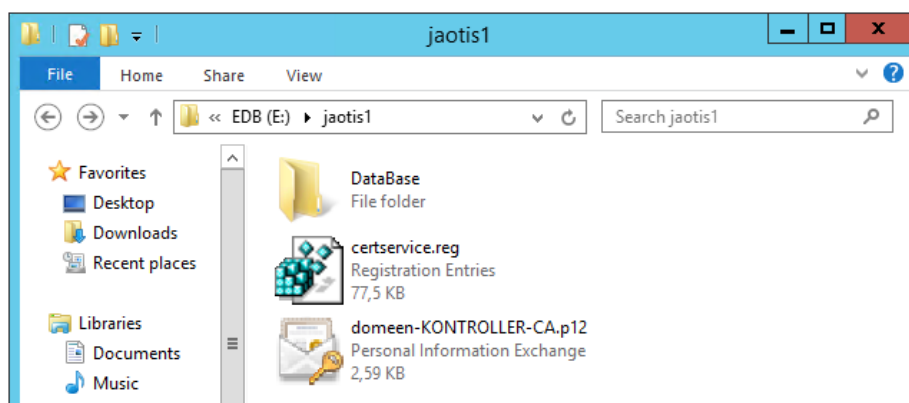 jaotis1
File Home Share View
« EDB (E:) jaotis1
Search jaotis1
Favorites
Desktop
Downloads
Recent places
Libraries
Documents
Music
DataBase
File folder
certservice.reg
Registration Entries
77,5 KB
domeen-KONTROLLER-CA.p12
Personal Information Exchange
2,59 KB